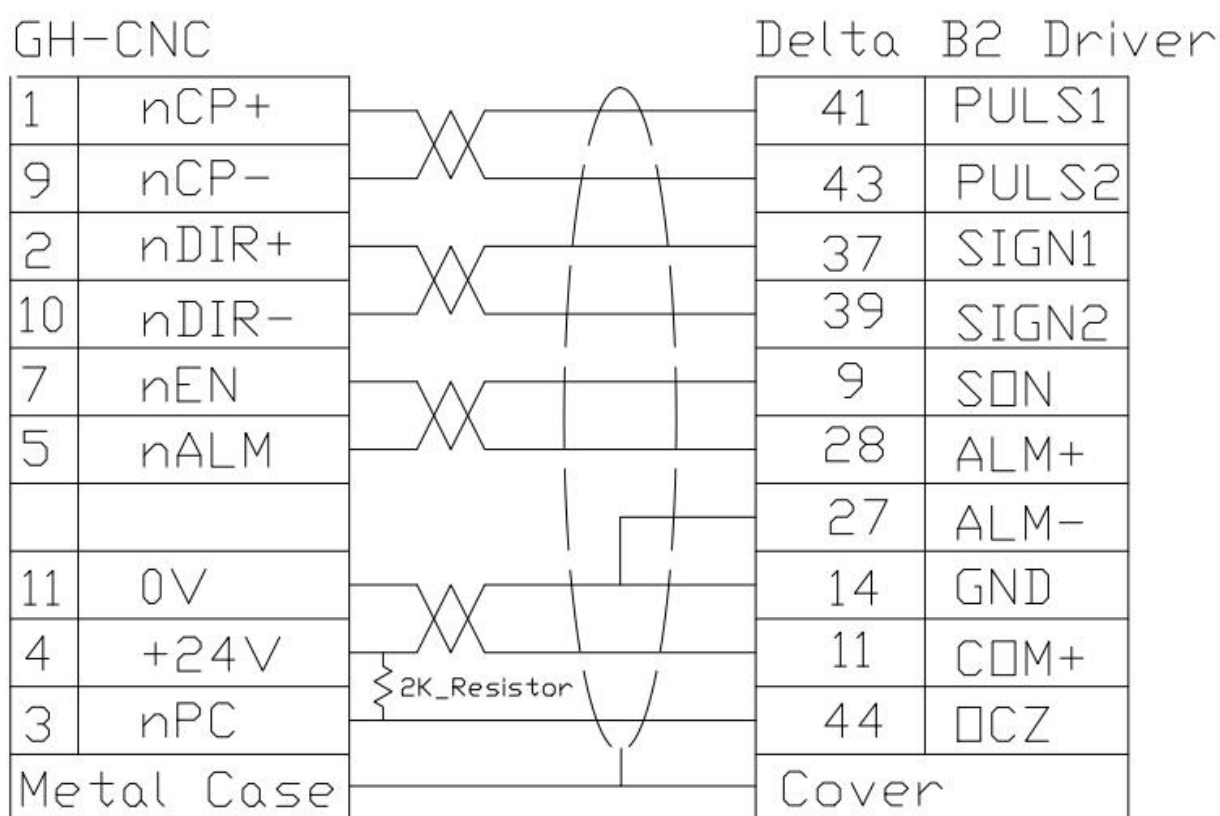 GH-CNC Delta B2 Driver
1 nCP+ 41 PULS1
9 nCP- 43 PULS2
2 nDIR+ 37 SIGN1
10 nDIR- 39 SIGN2
7 nEN 9 SON
5 nALM 28 ALM+
27 ALM-
11 0V 14 GND
4 +24V 11 COM+
2K_Resistor
3 nPC 44 OCZ
Metal Case Cover